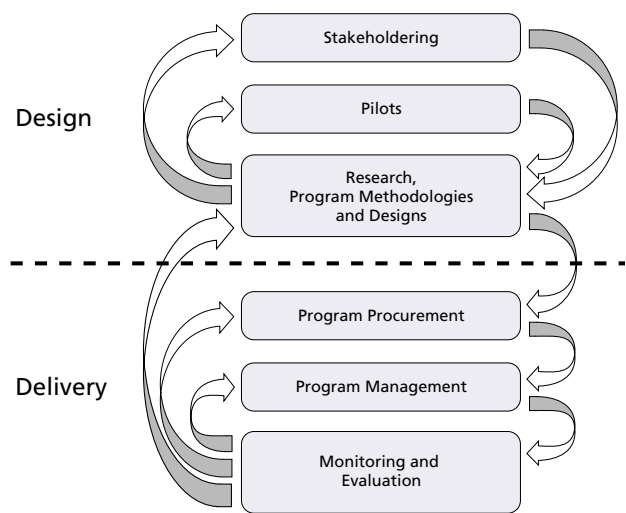 Stakeholdering
Design
Pilots
Research,
Program Methodologies
and Designs
Program Procurement
Delivery
Program Management
Monitoring and
Evaluation